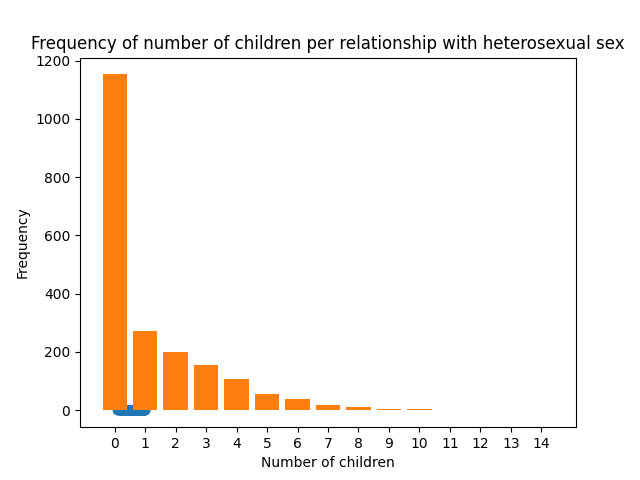 Frequency of number of children per relationship with heterosexual sex
1200
1000
800
600
400
200
0
Frequency
0 1 2 3 4 5 6 7 8 9 10 11 12 13 14
Number of children